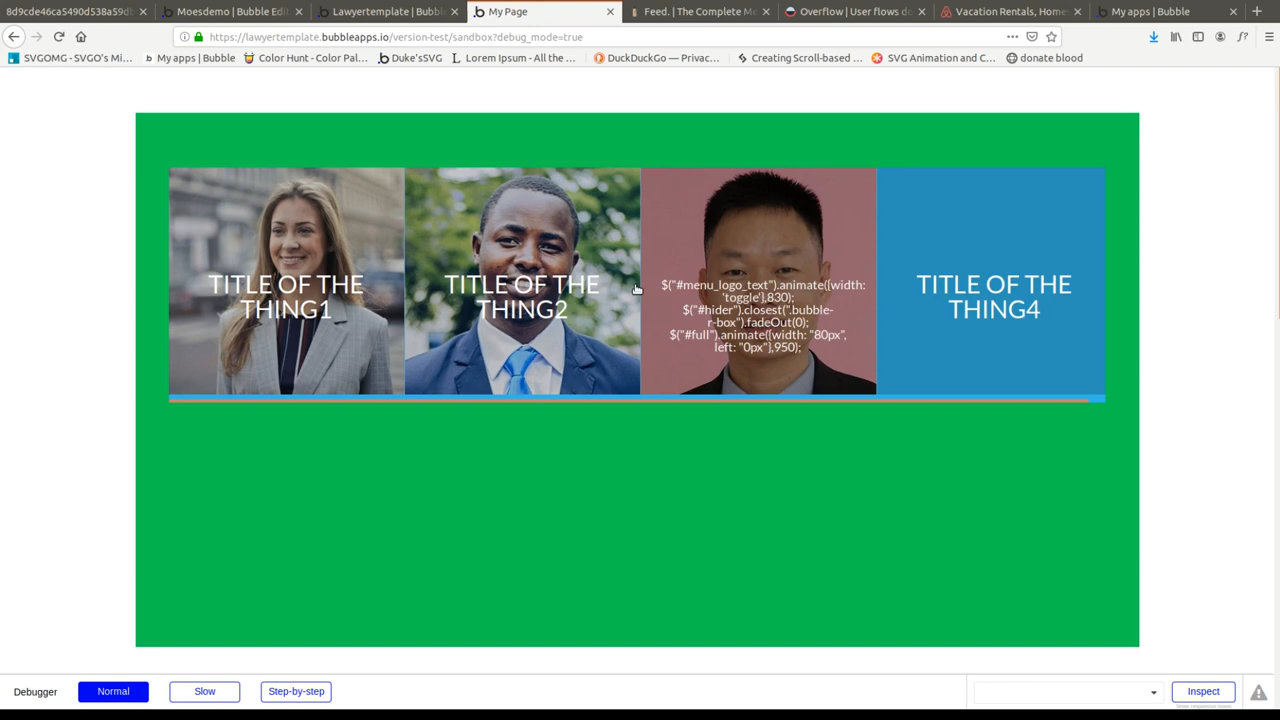 8d9cde46ca5490d538a59d
Moesdemo | Bubble Edit
Lawyertemplate | Bubbl
My Page
Feed. | The Complete M
Overflow | User flows d
Vacation Rentals, Home
My apps | Bubble
https://lawyertemplate.bubbleapps.io/version-test/sandbox?debug_mode=true
SVGOMG - SVGO's Mi...
My apps | Bubble
Color Hunt - Color Pal...
Duke'sSVG
Lorem Ipsum - All the ...
DuckDuckGo — Privac...
Creating Scroll-based ...
SVG Animation and C...
donate blood
TITLE OF THE
THING1
TITLE OF THE
THING2
$("#menu_logo_text").animate({width:
'toggle'},830);
$("#hider").closest(".bubble-
r-box").fadeOut(0);
$("#full").animate({width: "80px",
left: "0px"},950);
TITLE OF THE
THING4
Debugger
Normal
Slow
Step-by-step
Inspect